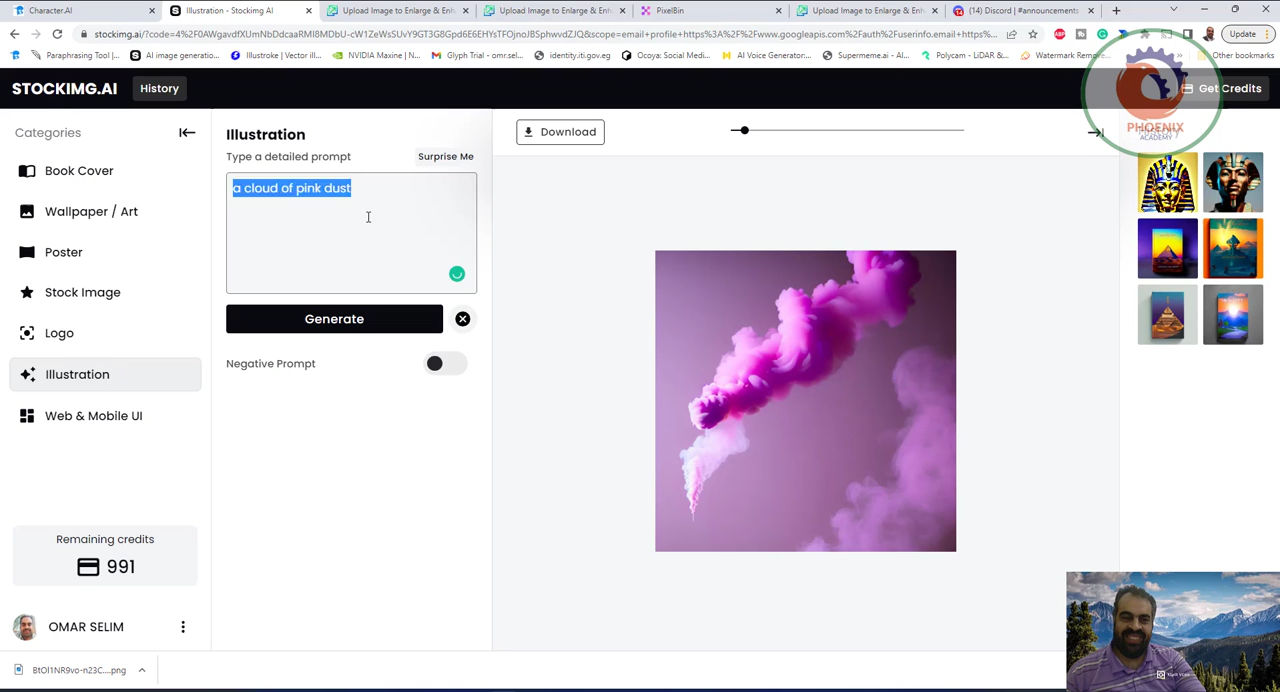 Character.AI
Illustration - Stockimg AI
Upload Image to Enlarge & Enh
Upload Image to Enlarge & Enh
PixelBin
Upload Image to Enlarge & Enh
(14) Discord | #announcements
Update
Paraphrasing Tool |...
AI image generatio...
Illustroke | Vector ill...
NVIDIA Maxine | N...
Glyph Trial - omr.sel...
identity.iti.gov.eg
Ocoya: Social Medi...
AI Voice Generator:...
Supermeme.ai - AI...
Polycam - LiDAR &...
Other bookmarks
STOCKIMG.AI
History
Get Credits
PHOENIX
ACADEMY
Categories
Book Cover
Wallpaper / Art
Poster
Stock Image
Logo
Illustration
Web & Mobile UI
Remaining credits
991
OMAR SELIM
Illustration
Type a detailed prompt
Surprise Me
a cloud of pink dust
Generate
Negative Prompt
Download